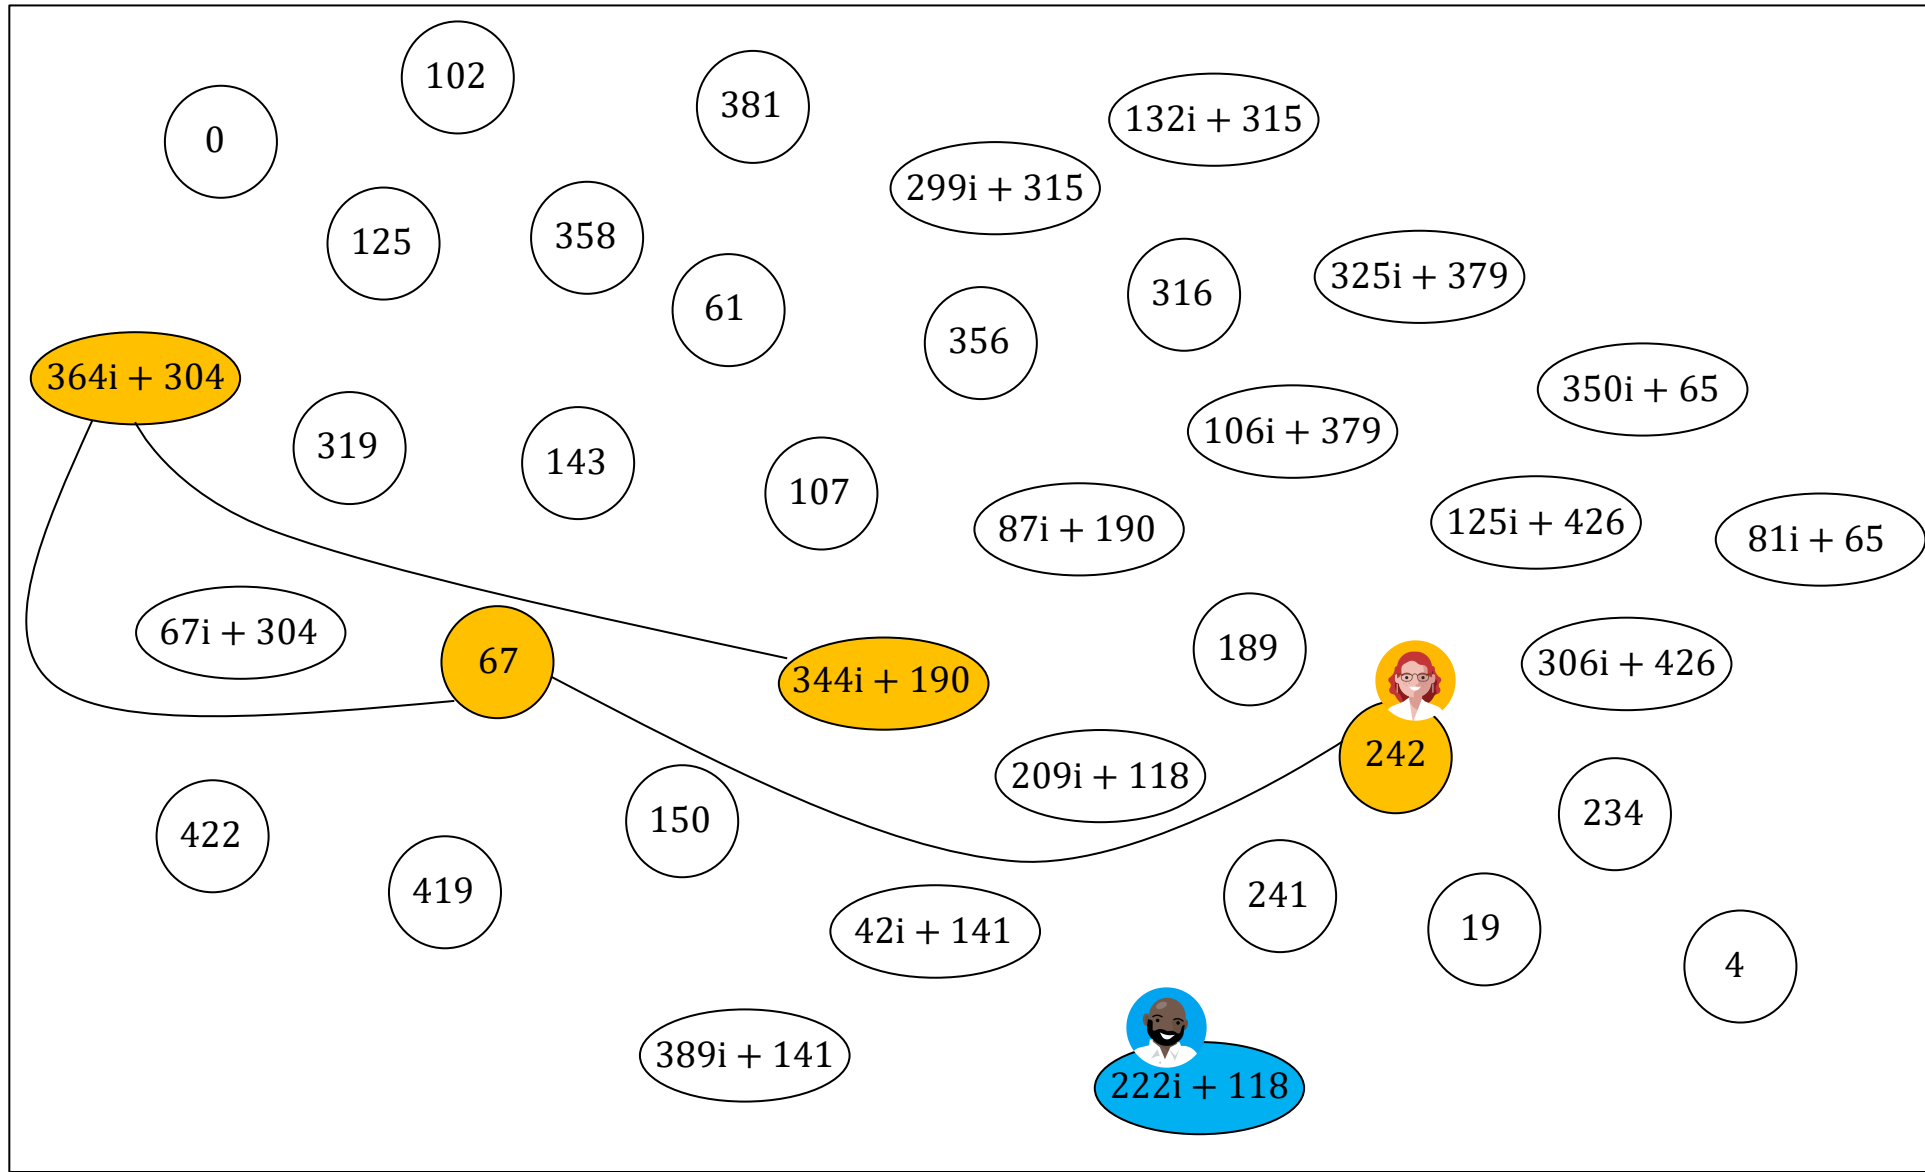 102
381
132i + 315
0
299i + 315
125
358
325i + 379
316
61
356
364i + 304
350i + 65
106i + 379
319
143
107
87i + 190
125i + 426
81i + 65
67i + 304
189
67
306i + 426
344i + 190
242
209i + 118
234
150
422
419
241
19
42i + 141
4
389i + 141
222i + 118